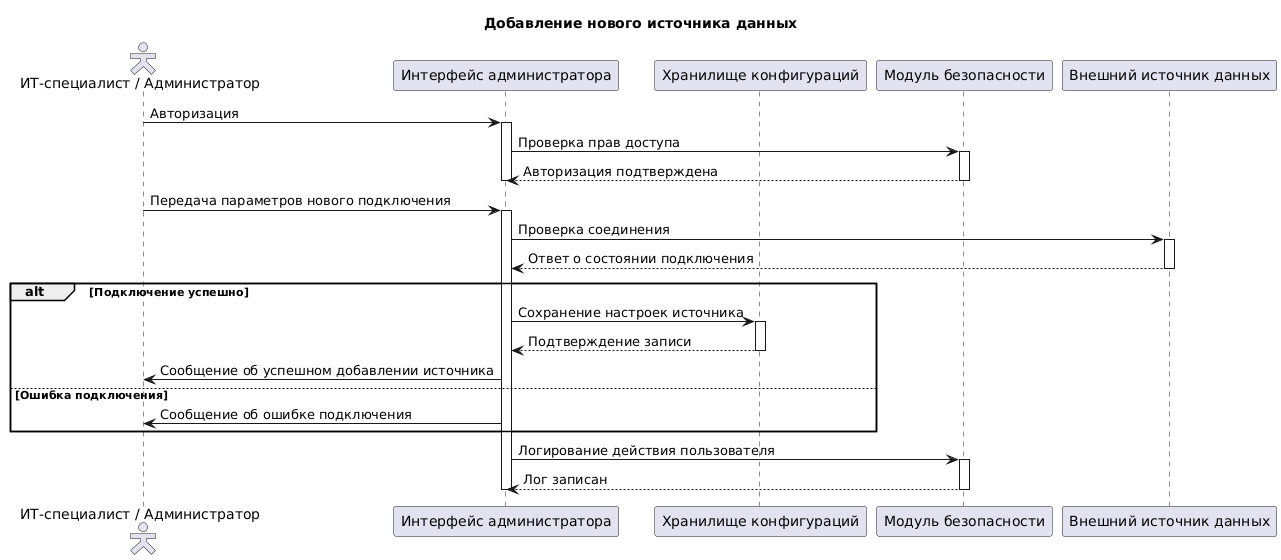 Добавление нового источника данных
ИТ-специалист / Администратор
Интерфейс администратора
Хранилище конфигураций
Модуль безопасности
Внешний источник данных
Авторизация
Проверка прав доступа
Авторизация подтверждена
Передача параметров нового подключения
Проверка соединения
Ответ о состоянии подключения
alt
[Подключение успешно]
Сохранение настроек источника
Подтверждение записи
Сообщение об успешном добавлении источника
[Ошибка подключения]
Сообщение об ошибке подключения
Логирование действия пользователя
Лог записан
ИТ-специалист / Администратор
Интерфейс администратора
Хранилище конфигураций
Модуль безопасности
Внешний источник данных